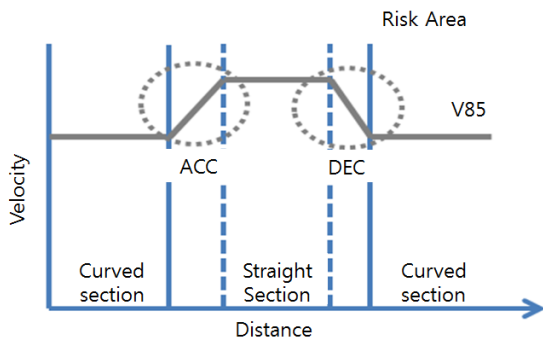 Risk Area
V85
ACC
DEC
Velocity
Curved
section
Straight
Section
Curved
section
Distance